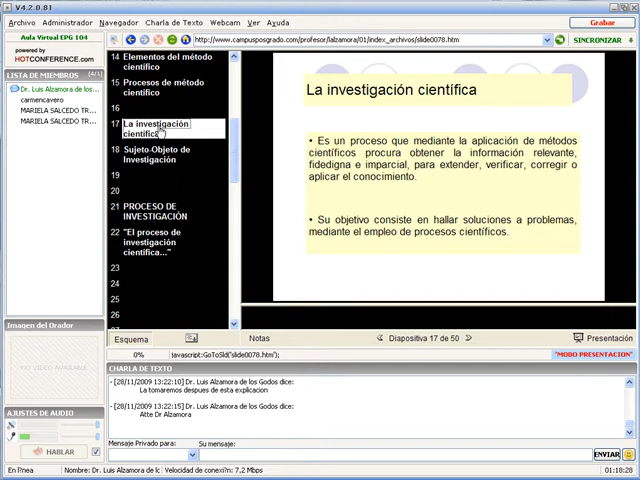 V4.2.0.81
Archivo Administrador Navegador Charla de Texto Webcam Ver Ayuda
Grabar
Aula Virtual EPG 104
powered by
HOTCONFERENCE.com
http://www.campusposgrado.com/profesor/lalzamora/01/index_archivos/slide0078.htm
SINCRONIZAR
LISTA DE MIEMBROS (4/1)
Dr. Luis Alzamora de los...
carmencavero
MARIELA SALCEDO TR...
MARIELA SALCEDO TR...
14 Elementos del método
científico
15 Procesos de método
científico
16
17 La investigación
científica
18 Sujeto-Objeto de
Investigación
19
20
21 PROCESO DE
INVESTIGACIÓN
22 "El proceso de
investigación
científica..."
23
24
25
26
La investigación científica
• Es un proceso que mediante la aplicación de métodos
científicos procura obtener la información relevante,
fidedigna e imparcial, para extender, verificar, corregir o
aplicar el conocimiento.
• Su objetivo consiste en hallar soluciones a problemas,
mediante el empleo de procesos científicos.
Imagen del Orador
NO VIDEO AVAILABLE
Esquema
Notas
Diapositiva 17 de 50
Presentación
0%
javascript:GoToSld("slide0078.htm");
"MODO PRESENTACION"
CHARLA DE TEXTO
- [28/11/2009 13:22:10] Dr. Luis Alzamora de los Godos dice:
La tomaremos despues de esta explicacion
- [28/11/2009 13:22:15] Dr. Luis Alzamora de los Godos dice:
Atte Dr Alzamora
AJUSTES DE AUDIO
HABLAR
Mensaje Privado para:
Su mensaje:
ENVIAR
En l?nea
Nombre: Dr. Luis Alzamora de lo
Velocidad de conexi?n: 7,2 Mbps
01:18:28